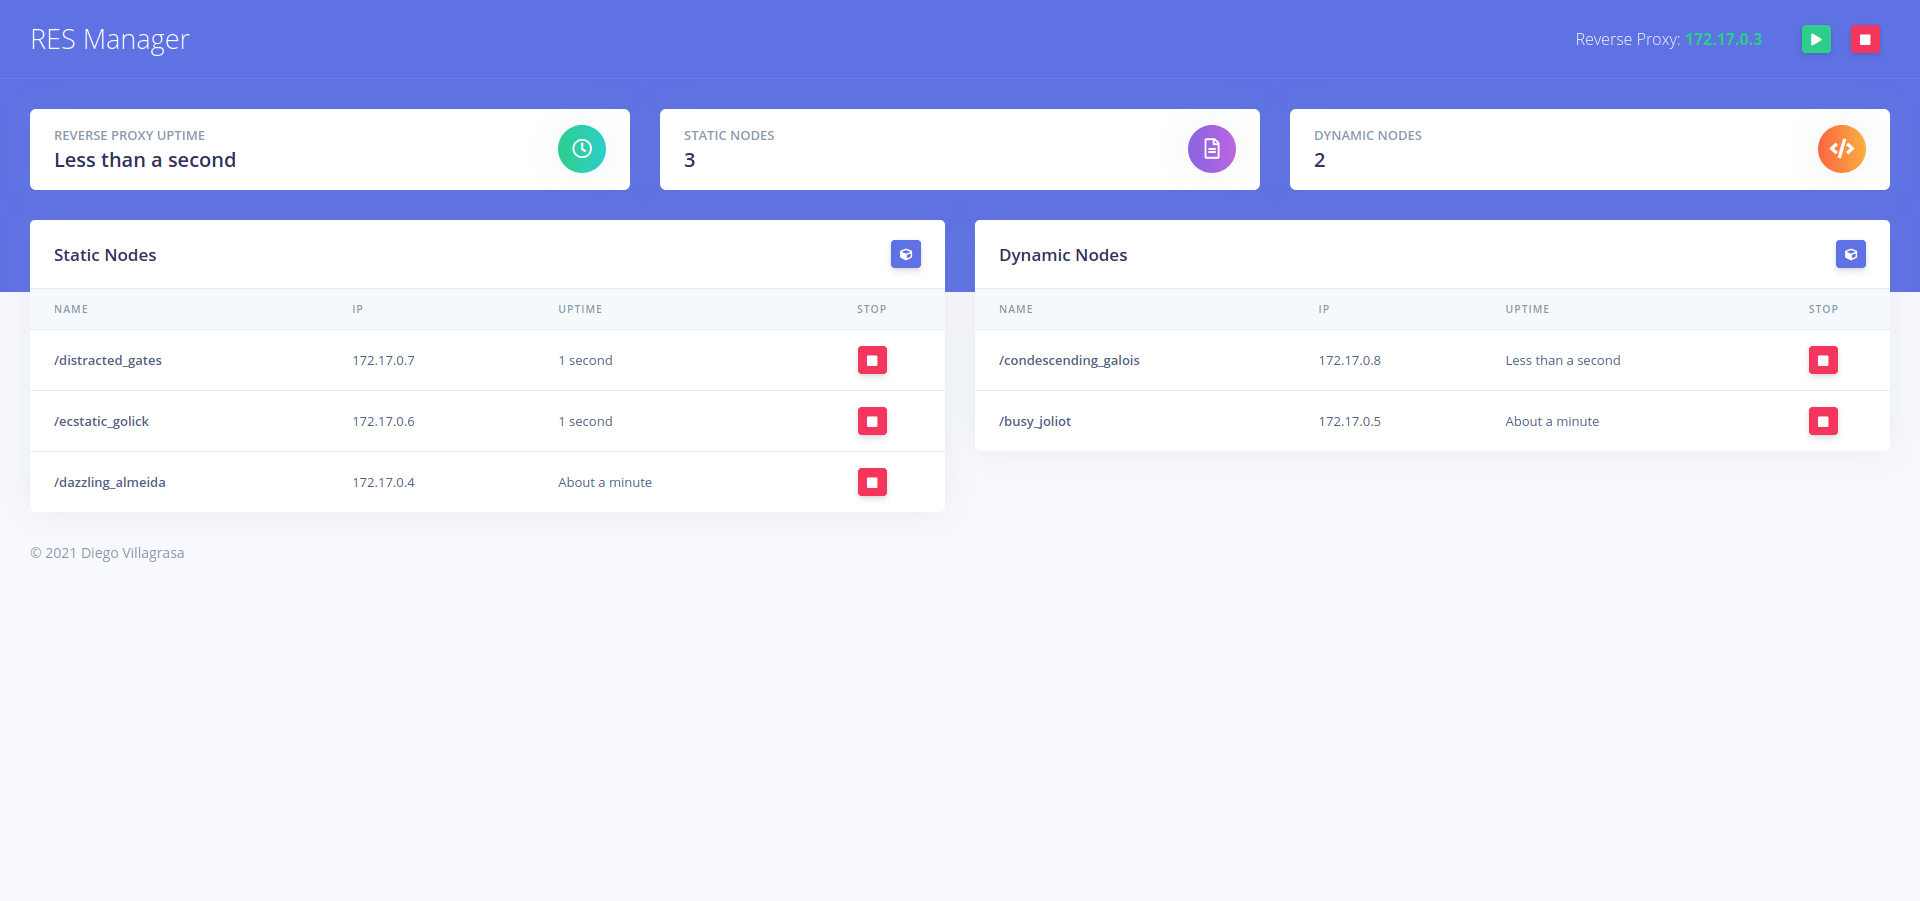 RES Manager
Reverse Proxy: 172.17.0.3
REVERSE PROXY UPTIME
Less than a second
STATIC NODES
3
DYNAMIC NODES
2
Static Nodes
NAME IP UPTIME STOP
/distracted_gates 172.17.0.7 1 second
/ecstatic_golick 172.17.0.6 1 second
/dazzling_almeida 172.17.0.4 About a minute
Dynamic Nodes
NAME IP UPTIME STOP
/condescending_galois 172.17.0.8 Less than a second
/busy_joliot 172.17.0.5 About a minute
© 2021 Diego Villagrasa